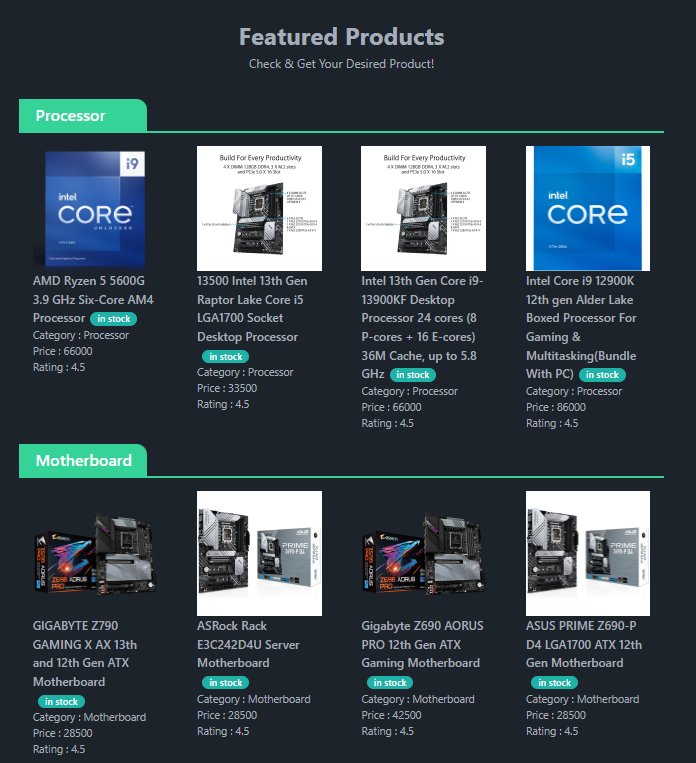 Featured Products
Check & Get Your Desired Product!
Processor
i9
intel
CORE
UNLOCKED
AMD Ryzen 5 5600G
3.9 GHz Six-Core AM4
Processor in stock
Category : Processor
Price : 66000
Rating : 4.5
Build For Every Productivity
4 X DIMM 128GB DDR4, 3 X M.2 slots
and PCIe 5.0 X 16 Slot
13500 Intel 13th Gen
Raptor Lake Core i5
LGA1700 Socket
Desktop Processor
in stock
Category : Processor
Price : 33500
Rating : 4.5
Build For Every Productivity
4 X DIMM 128GB DDR4, 3 X M.2 slots
and PCIe 5.0 X 16 Slot
Intel 13th Gen Core i9-
13900KF Desktop
Processor 24 cores (8
P-cores + 16 E-cores)
36M Cache, up to 5.8
GHz in stock
Category : Processor
Price : 66000
Rating : 4.5
i5
intel
CORE
Intel Core i9 12900K
12th gen Alder Lake
Boxed Processor For
Gaming &
Multitasking(Bundle
With PC) in stock
Category : Processor
Price : 86000
Rating : 4.5
Motherboard
Z690 AORUS
PRO
GIGABYTE Z790
GAMING X AX 13th
and 12th Gen ATX
Motherboard
in stock
Category : Motherboard
Price : 28500
Rating : 4.5
ASUS
PRIME
Z690-P D4
ASRock Rack
E3C242D4U Server
Motherboard
in stock
Category : Motherboard
Price : 28500
Rating : 4.5
Z690 AORUS
PRO
Gigabyte Z690 AORUS
PRO 12th Gen ATX
Gaming Motherboard
in stock
Category : Motherboard
Price : 42500
Rating : 4.5
ASUS
PRIME
Z690-P D4
ASUS PRIME Z690-P
D4 LGA1700 ATX 12th
Gen Motherboard
in stock
Category : Motherboard
Price : 28500
Rating : 4.5